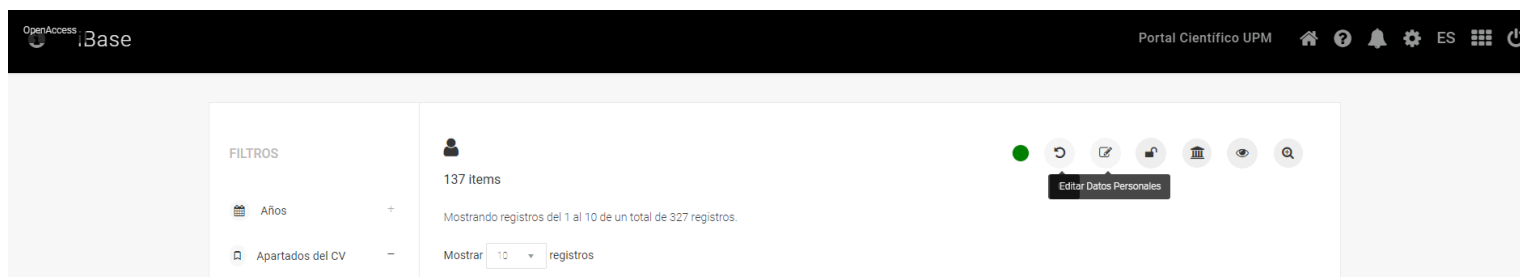 OpenAccess
iBase
Portal Científico UPM
ES
FILTROS
137 items
Editar Datos Personales
Años
+
Mostrando registros del 1 al 10 de un total de 327 registros.
Apartados del CV
−
Mostrar 10 registros